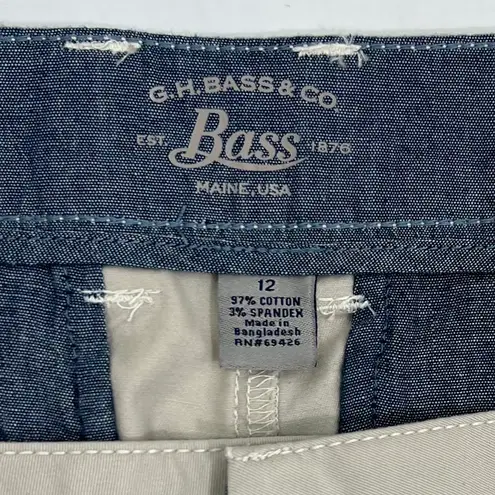 G.H.BASS & CO.
EST. Bass 1876
MAINE, USA
12
97% COTTON
3% SPANDEX
Made in
Bangladesh
RN#69426